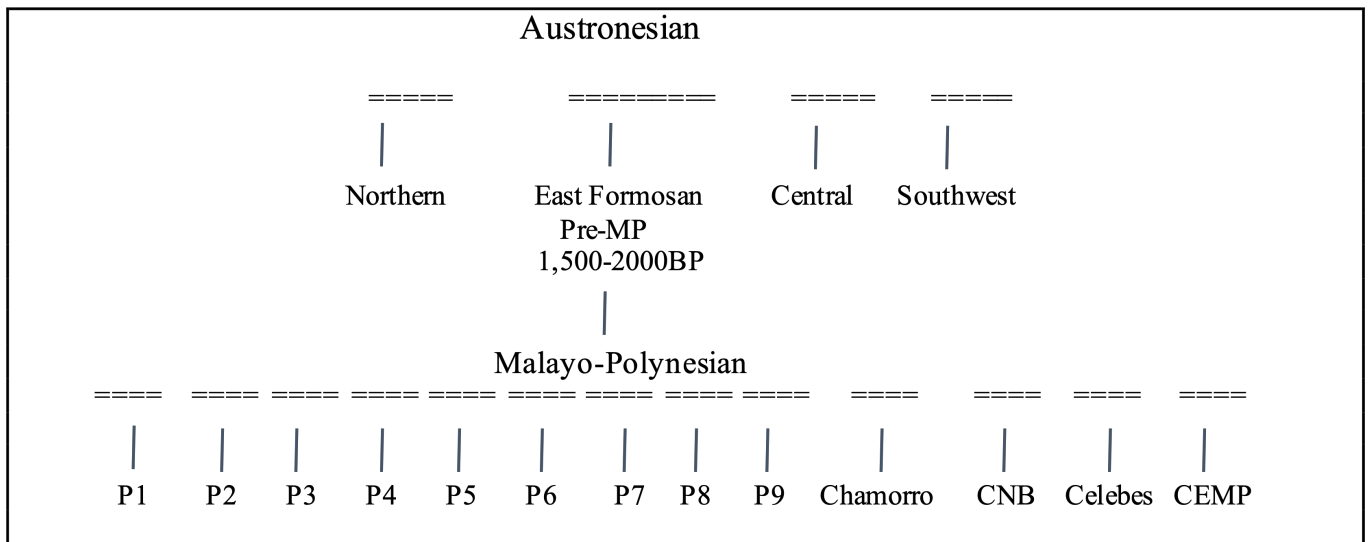 Austronesian
===== ========= ===== =====
Northern East Formosan Central Southwest
Pre-MP
1,500-2000BP
Malayo-Polynesian
==== ==== ==== ==== ==== ==== ==== ==== ==== ==== ==== ==== ====
P1 P2 P3 P4 P5 P6 P7 P8 P9 Chamorro CNB Celebes CEMP